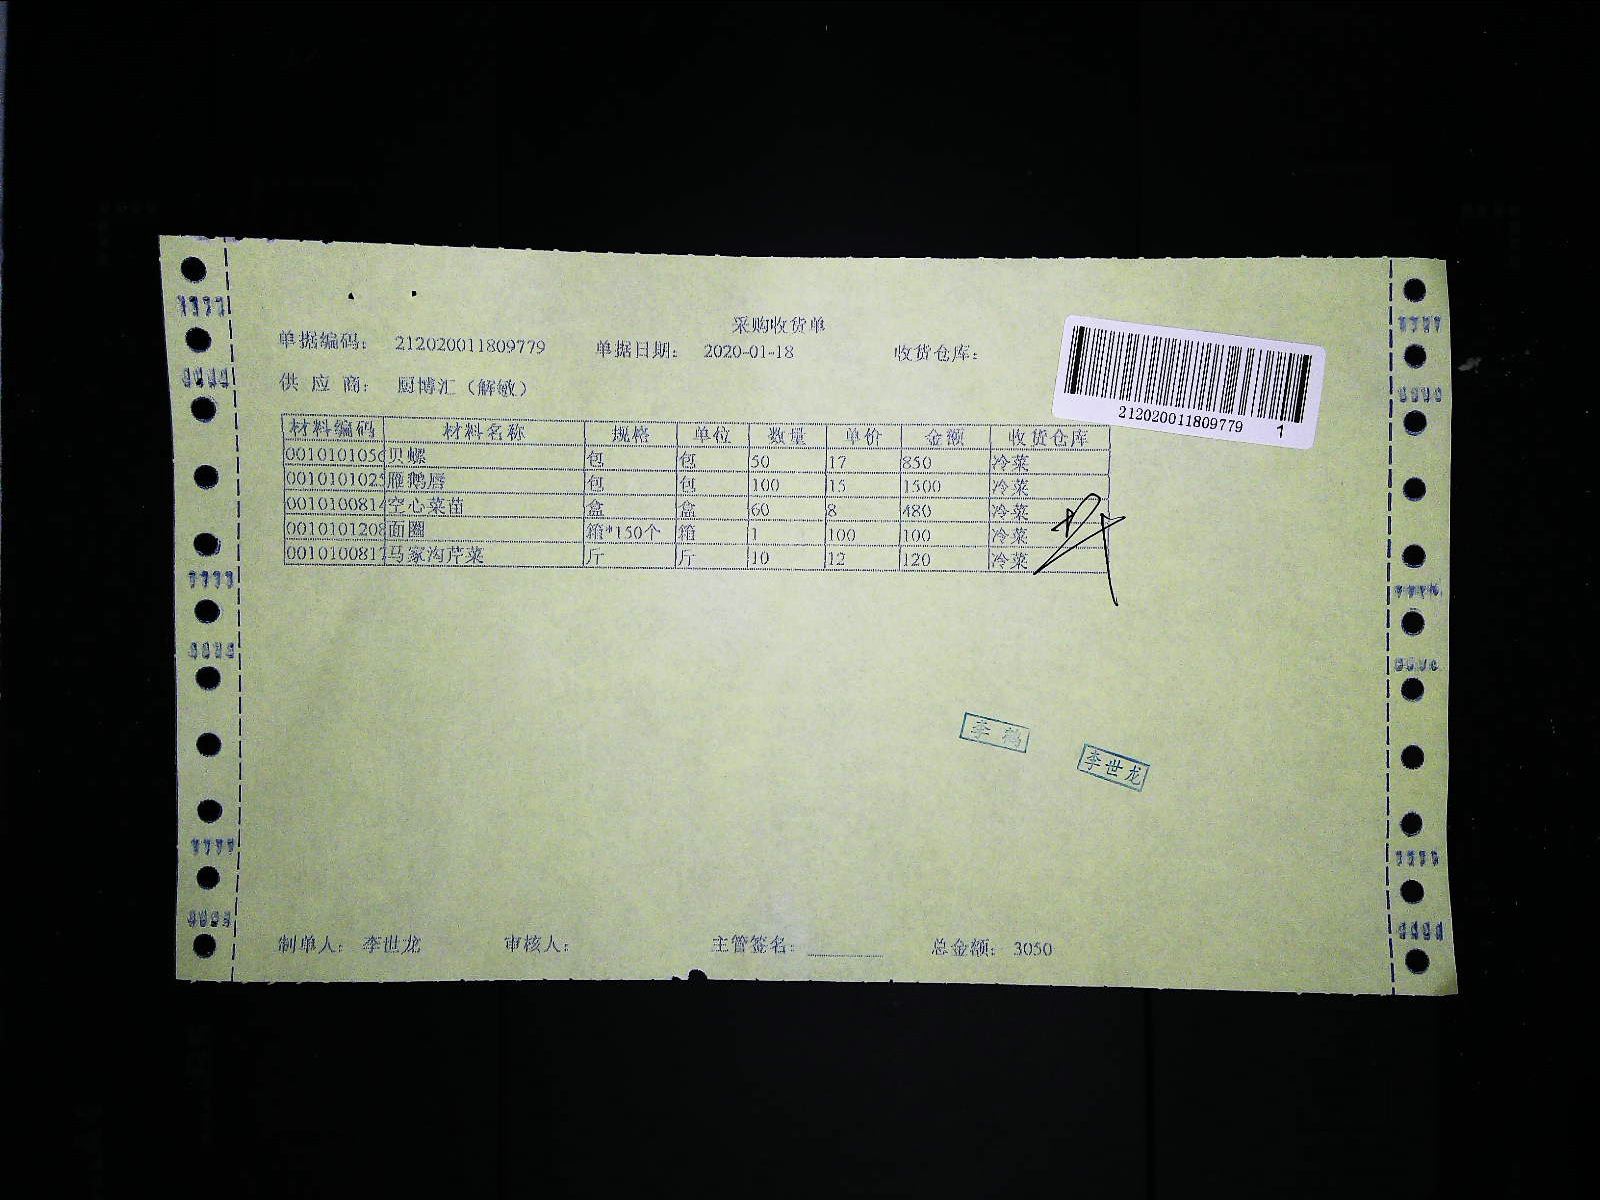 采购收货单
单据编码： 212020011809779 单据日期： 2020-01-18 收货仓库：
供 应 商： 厨博汇（解敏）
212020011809779 1
材料编码 材料名称 规格 单位 数量 单价 金额 收货仓库
0010101056 贝螺 包 包 50 17 850 冷菜
0010101025 雁鹅唇 包 包 100 15 1500 冷菜
0010100814 空心菜苗 盒 盒 60 8 480 冷菜
0010101208 面圈 箱*150个 箱 1 100 100 冷菜
0010100817 马家沟芹菜 斤 斤 10 12 120 冷菜
李
李世龙
制单人： 李世龙 审核人： 主管签名： 总金额： 3050